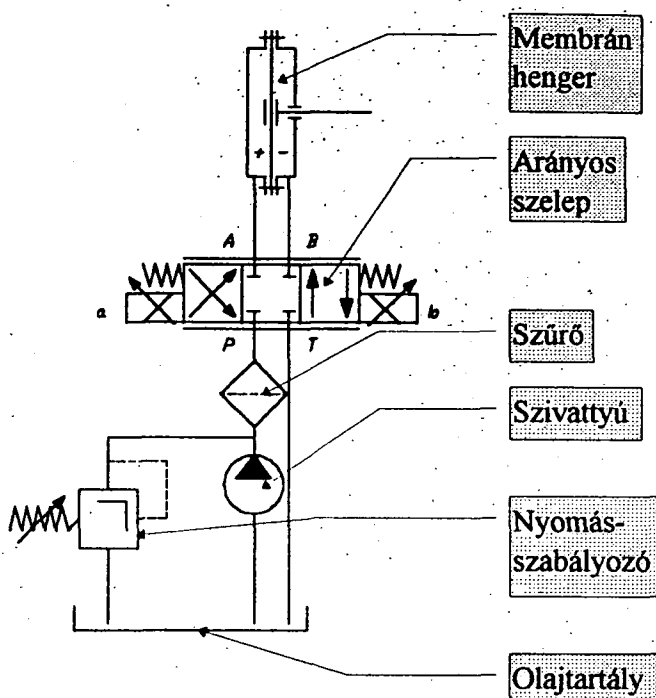 Membrán
henger
+ -
Arányos
szelep
A B
a b
P T
Szűrő
Szivattyú
Nyomás-
szabályozó
Olajtartály